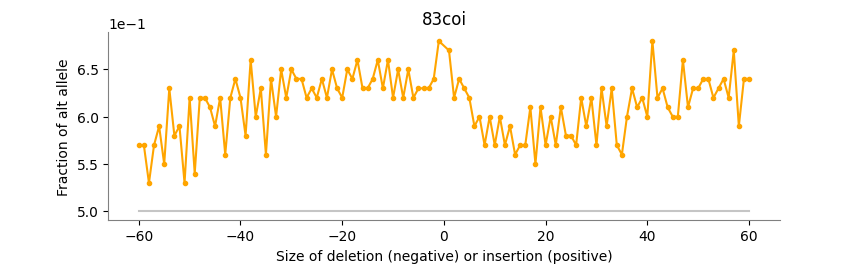 83coi
1e−1
Fraction of alt allele
6.5
6.0
5.5
5.0
−60 −40 −20 0 20 40 60
Size of deletion (negative) or insertion (positive)